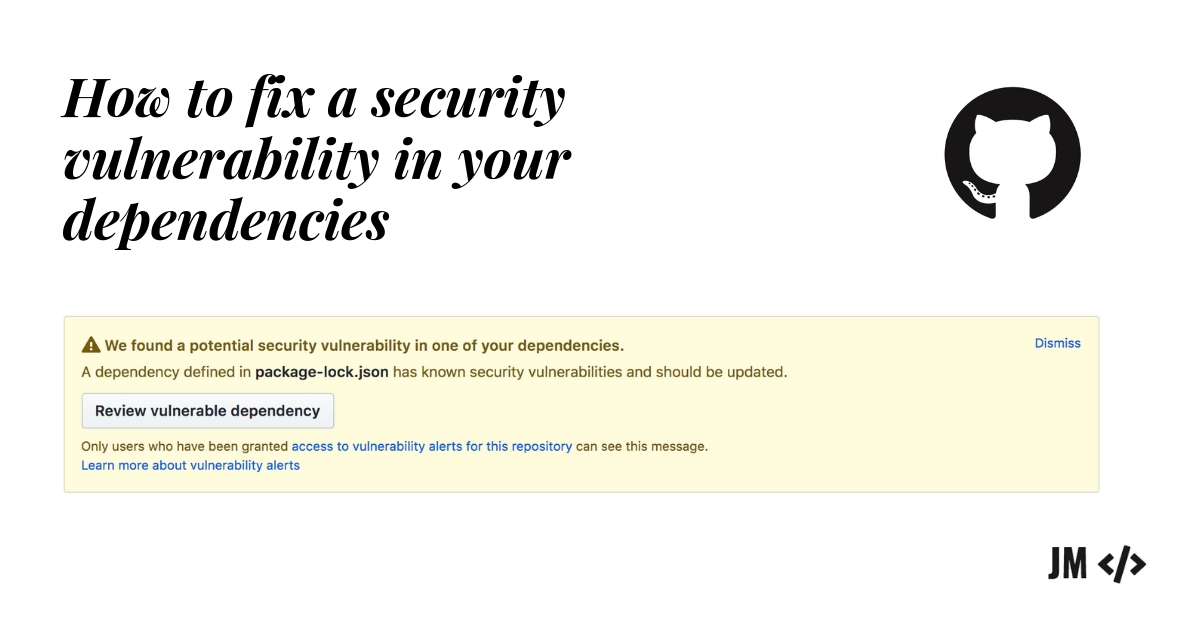 How to fix a security
vulnerability in your
dependencies
We found a potential security vulnerability in one of your dependencies.
Dismiss
A dependency defined in package-lock.json has known security vulnerabilities and should be updated.
Review vulnerable dependency
Only users who have been granted access to vulnerability alerts for this repository can see this message.
Learn more about vulnerability alerts
JM </>